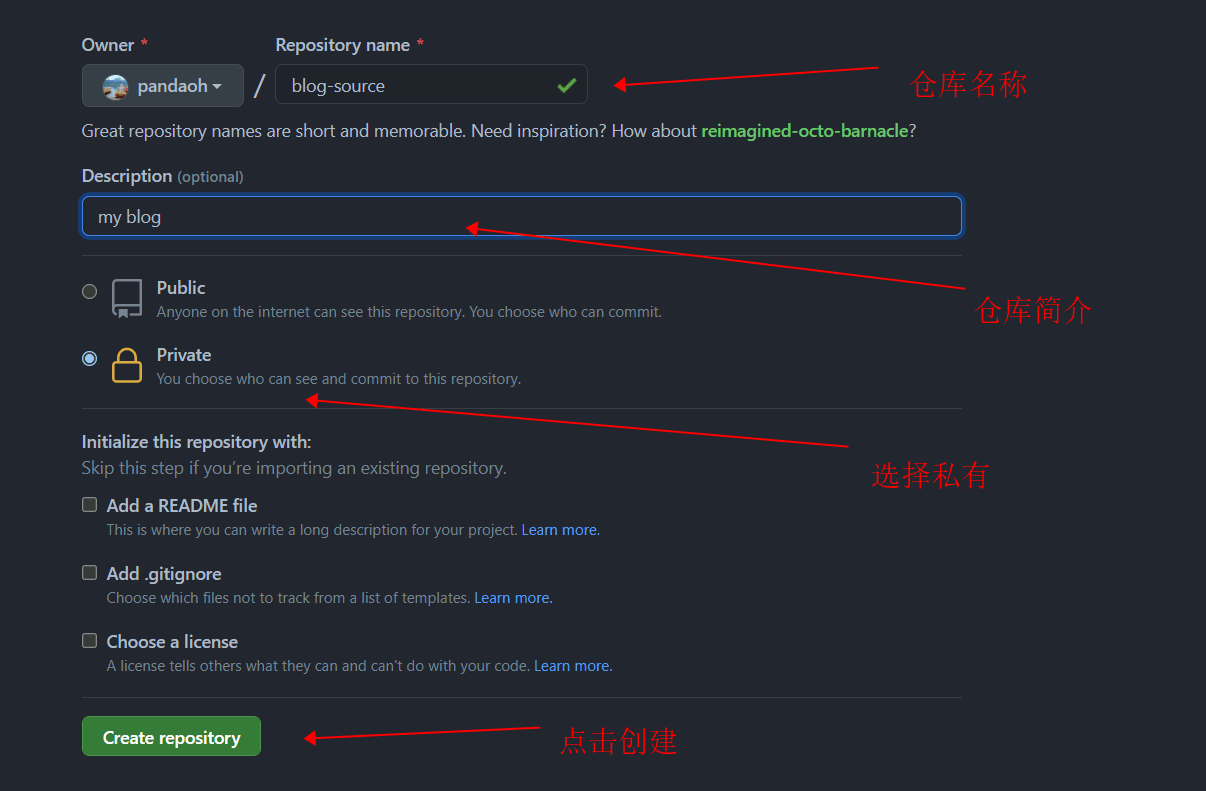 Owner * Repository name *
pandaoh / blog-source
仓库名称
Great repository names are short and memorable. Need inspiration? How about reimagined-octo-barnacle?
Description (optional)
my blog
仓库简介
Public
Anyone on the internet can see this repository. You choose who can commit.
Private
You choose who can see and commit to this repository.
选择私有
Initialize this repository with:
Skip this step if you're importing an existing repository.
Add a README file
This is where you can write a long description for your project. Learn more.
Add .gitignore
Choose which files not to track from a list of templates. Learn more.
Choose a license
A license tells others what they can and can't do with your code. Learn more.
Create repository
点击创建